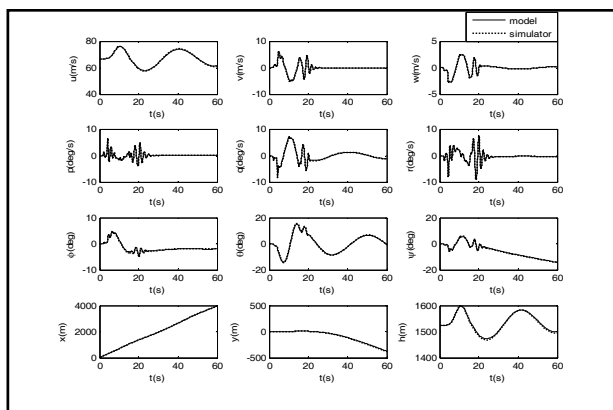 model
simulator
u(m/s)
80
60
40
0 20 40 60
t(s)
v(m/s)
10
0
-10
0 20 40 60
t(s)
w(m/s)
5
0
-5
0 20 40 60
t(s)
p(deg/s)
10
0
-10
0 20 40 60
t(s)
q(deg/s)
10
0
-10
0 20 40 60
t(s)
r(deg/s)
10
0
-10
0 20 40 60
t(s)
ϕ(deg)
10
0
-10
0 20 40 60
t(s)
θ(deg)
20
0
-20
0 20 40 60
t(s)
ψ(deg)
20
0
-20
0 20 40 60
t(s)
x(m)
4000
2000
0
0 20 40 60
t(s)
y(m)
500
0
-500
0 20 40 60
t(s)
h(m)
1600
1500
1400
0 20 40 60
t(s)